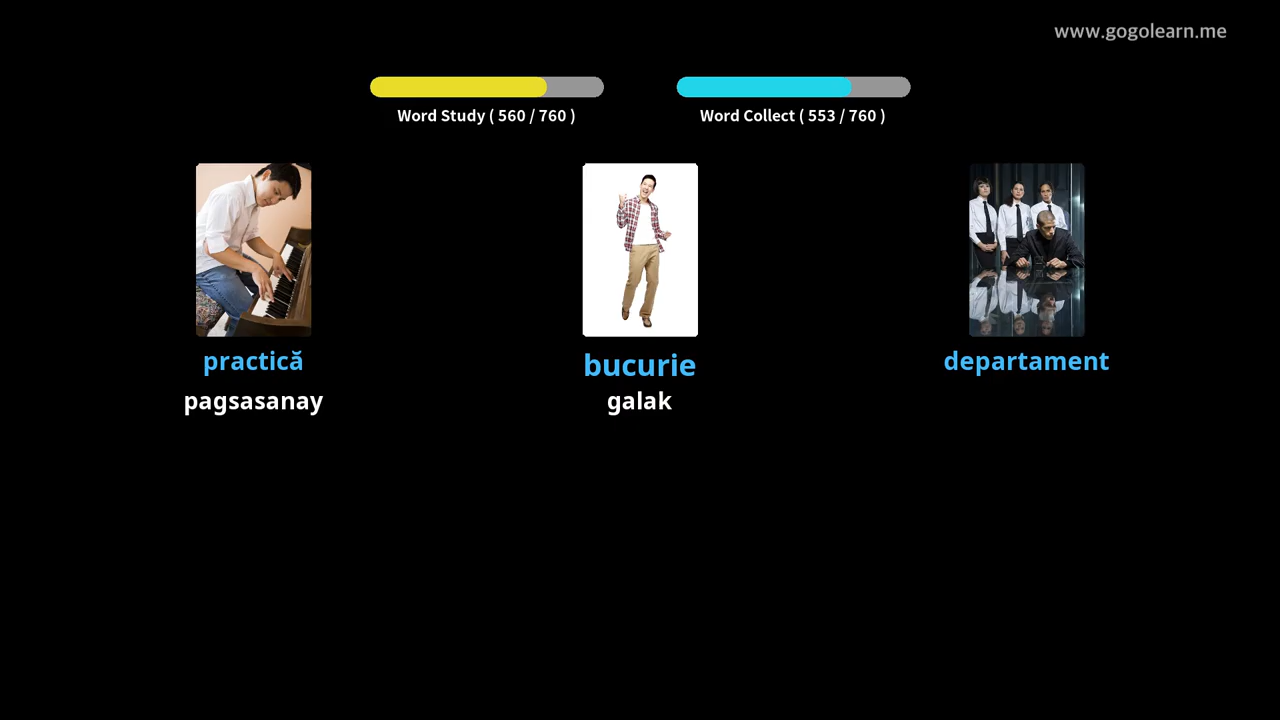 www.gogolearn.me
Word Study ( 560 / 760 )
Word Collect ( 553 / 760 )
practică
bucurie
departament
pagsasanay
galak